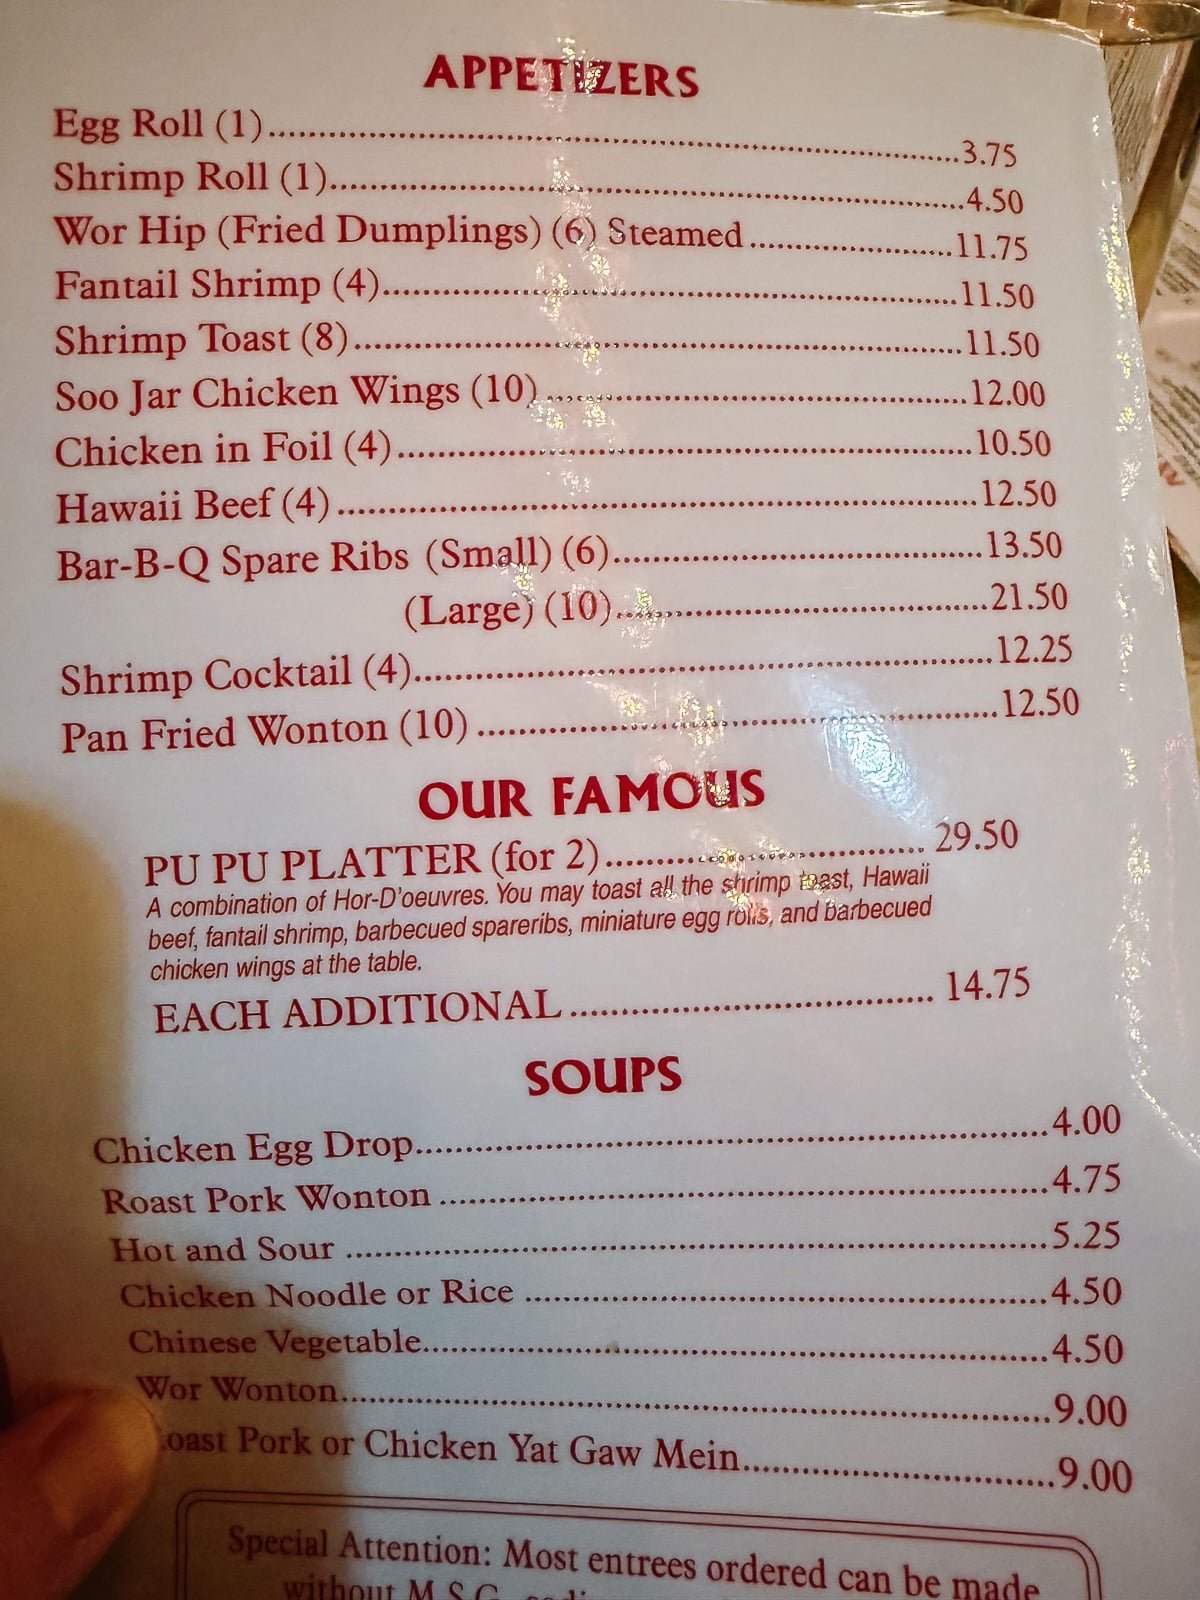 APPETIZERS
Egg Roll (1)..........3.75
Shrimp Roll (1)..........4.50
Wor Hip (Fried Dumplings) (6) Steamed..........11.75
Fantail Shrimp (4)..........11.50
Shrimp Toast (8)..........11.50
Soo Jar Chicken Wings (10)..........12.00
Chicken in Foil (4)..........10.50
Hawaii Beef (4)..........12.50
Bar-B-Q Spare Ribs (Small) (6)..........13.50
(Large) (10)..........21.50
Shrimp Cocktail (4)..........12.25
Pan Fried Wonton (10)..........12.50
OUR FAMOUS
PU PU PLATTER (for 2)..........29.50
A combination of Hor-D'oeuvres. You may toast all the shrimp toast, Hawaii
beef, fantail shrimp, barbecued spareribs, miniature egg rolls, and barbecued
chicken wings at the table.
EACH ADDITIONAL..........14.75
SOUPS
Chicken Egg Drop..........4.00
Roast Pork Wonton..........4.75
Hot and Sour..........5.25
Chicken Noodle or Rice..........4.50
Chinese Vegetable..........4.50
Wor Wonton..........9.00
oast Pork or Chicken Yat Gaw Mein..........9.00
Special Attention: Most entrees ordered can be made
without M.S.G.